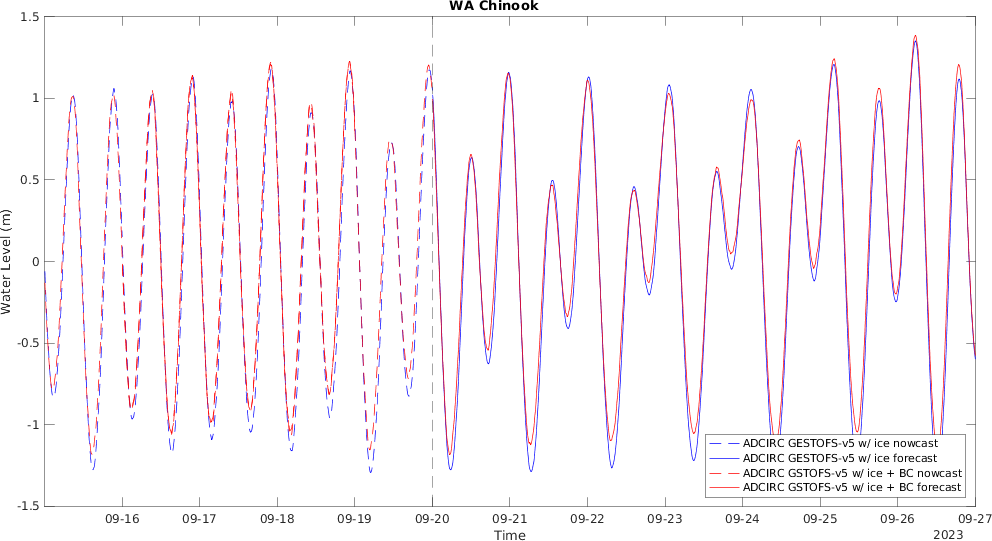 WA Chinook
1.5
1
0.5
0
-0.5
-1
-1.5
Water Level (m)
09-16 09-17 09-18 09-19 09-20 09-21 09-22 09-23 09-24 09-25 09-26 09-27
Time
2023
ADCIRC GESTOFS-v5 w/ ice nowcast
ADCIRC GESTOFS-v5 w/ ice forecast
ADCIRC GSTOFS-v5 w/ ice + BC nowcast
ADCIRC GSTOFS-v5 w/ ice + BC forecast